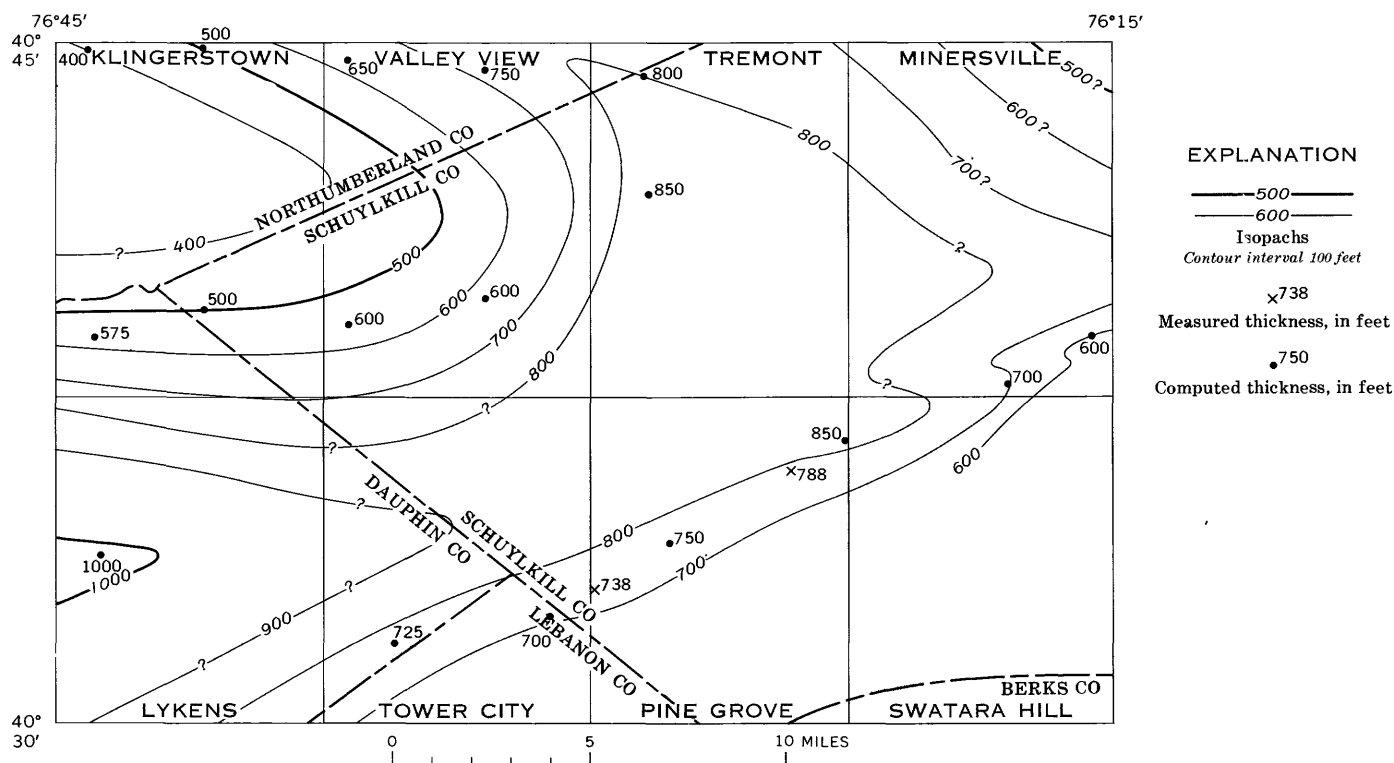 76°45′
76°15′
40°
45′
400
KLINGERSTOWN
500
VALLEY VIEW
650
750
TREMONT
800
MINERSVILLE
500?
600?
700?
800
NORTHUMBERLAND CO
SCHUYLKILL CO
850
?
400
500
?
500
600
600
575
600
700
800
?
?
600
700
?
?
850
788
600
DAUPHIN CO
SCHUYLKILL CO
800
750
700
1000
1000
?
738
900
?
725
700
LEBANON CO
BERKS CO
LYKENS
TOWER CITY
PINE GROVE
SWATARA HILL
40°
30′
0 5 10 MILES
EXPLANATION
500
600
Isopachs
Contour interval 100 feet
×738
Measured thickness, in feet
•750
Computed thickness, in feet